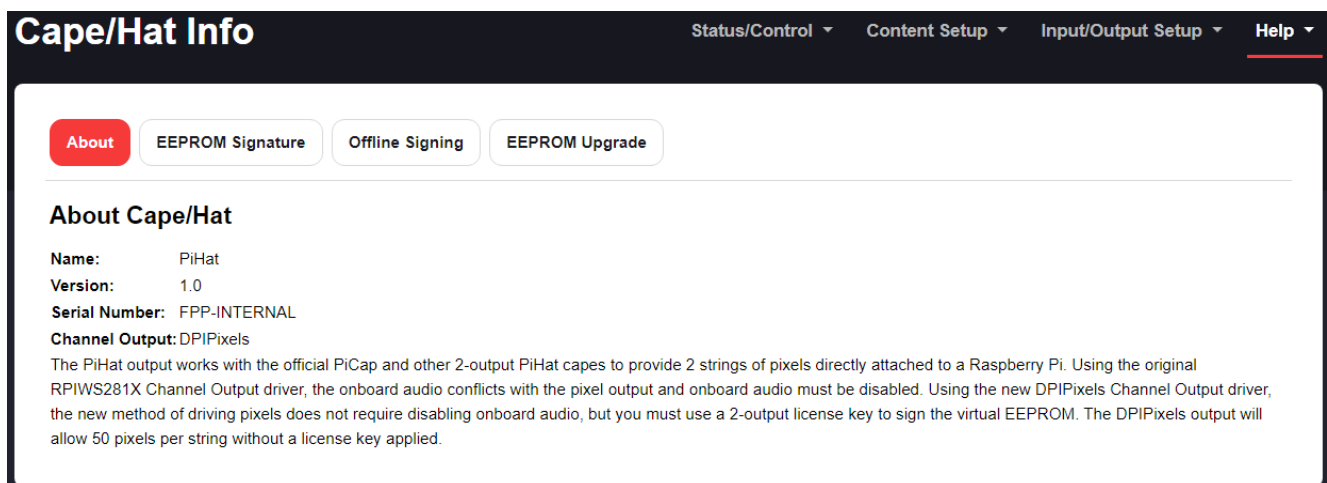 Cape/Hat Info
Status/Control
Content Setup
Input/Output Setup
Help
About
EEPROM Signature
Offline Signing
EEPROM Upgrade
About Cape/Hat
Name: PiHat
Version: 1.0
Serial Number: FPP-INTERNAL
Channel Output: DPIPixels
The PiHat output works with the official PiCap and other 2-output PiHat capes to provide 2 strings of pixels directly attached to a Raspberry Pi. Using the original
RPIWS281X Channel Output driver, the onboard audio conflicts with the pixel output and onboard audio must be disabled. Using the new DPIPixels Channel Output driver,
the new method of driving pixels does not require disabling onboard audio, but you must use a 2-output license key to sign the virtual EEPROM. The DPIPixels output will
allow 50 pixels per string without a license key applied.